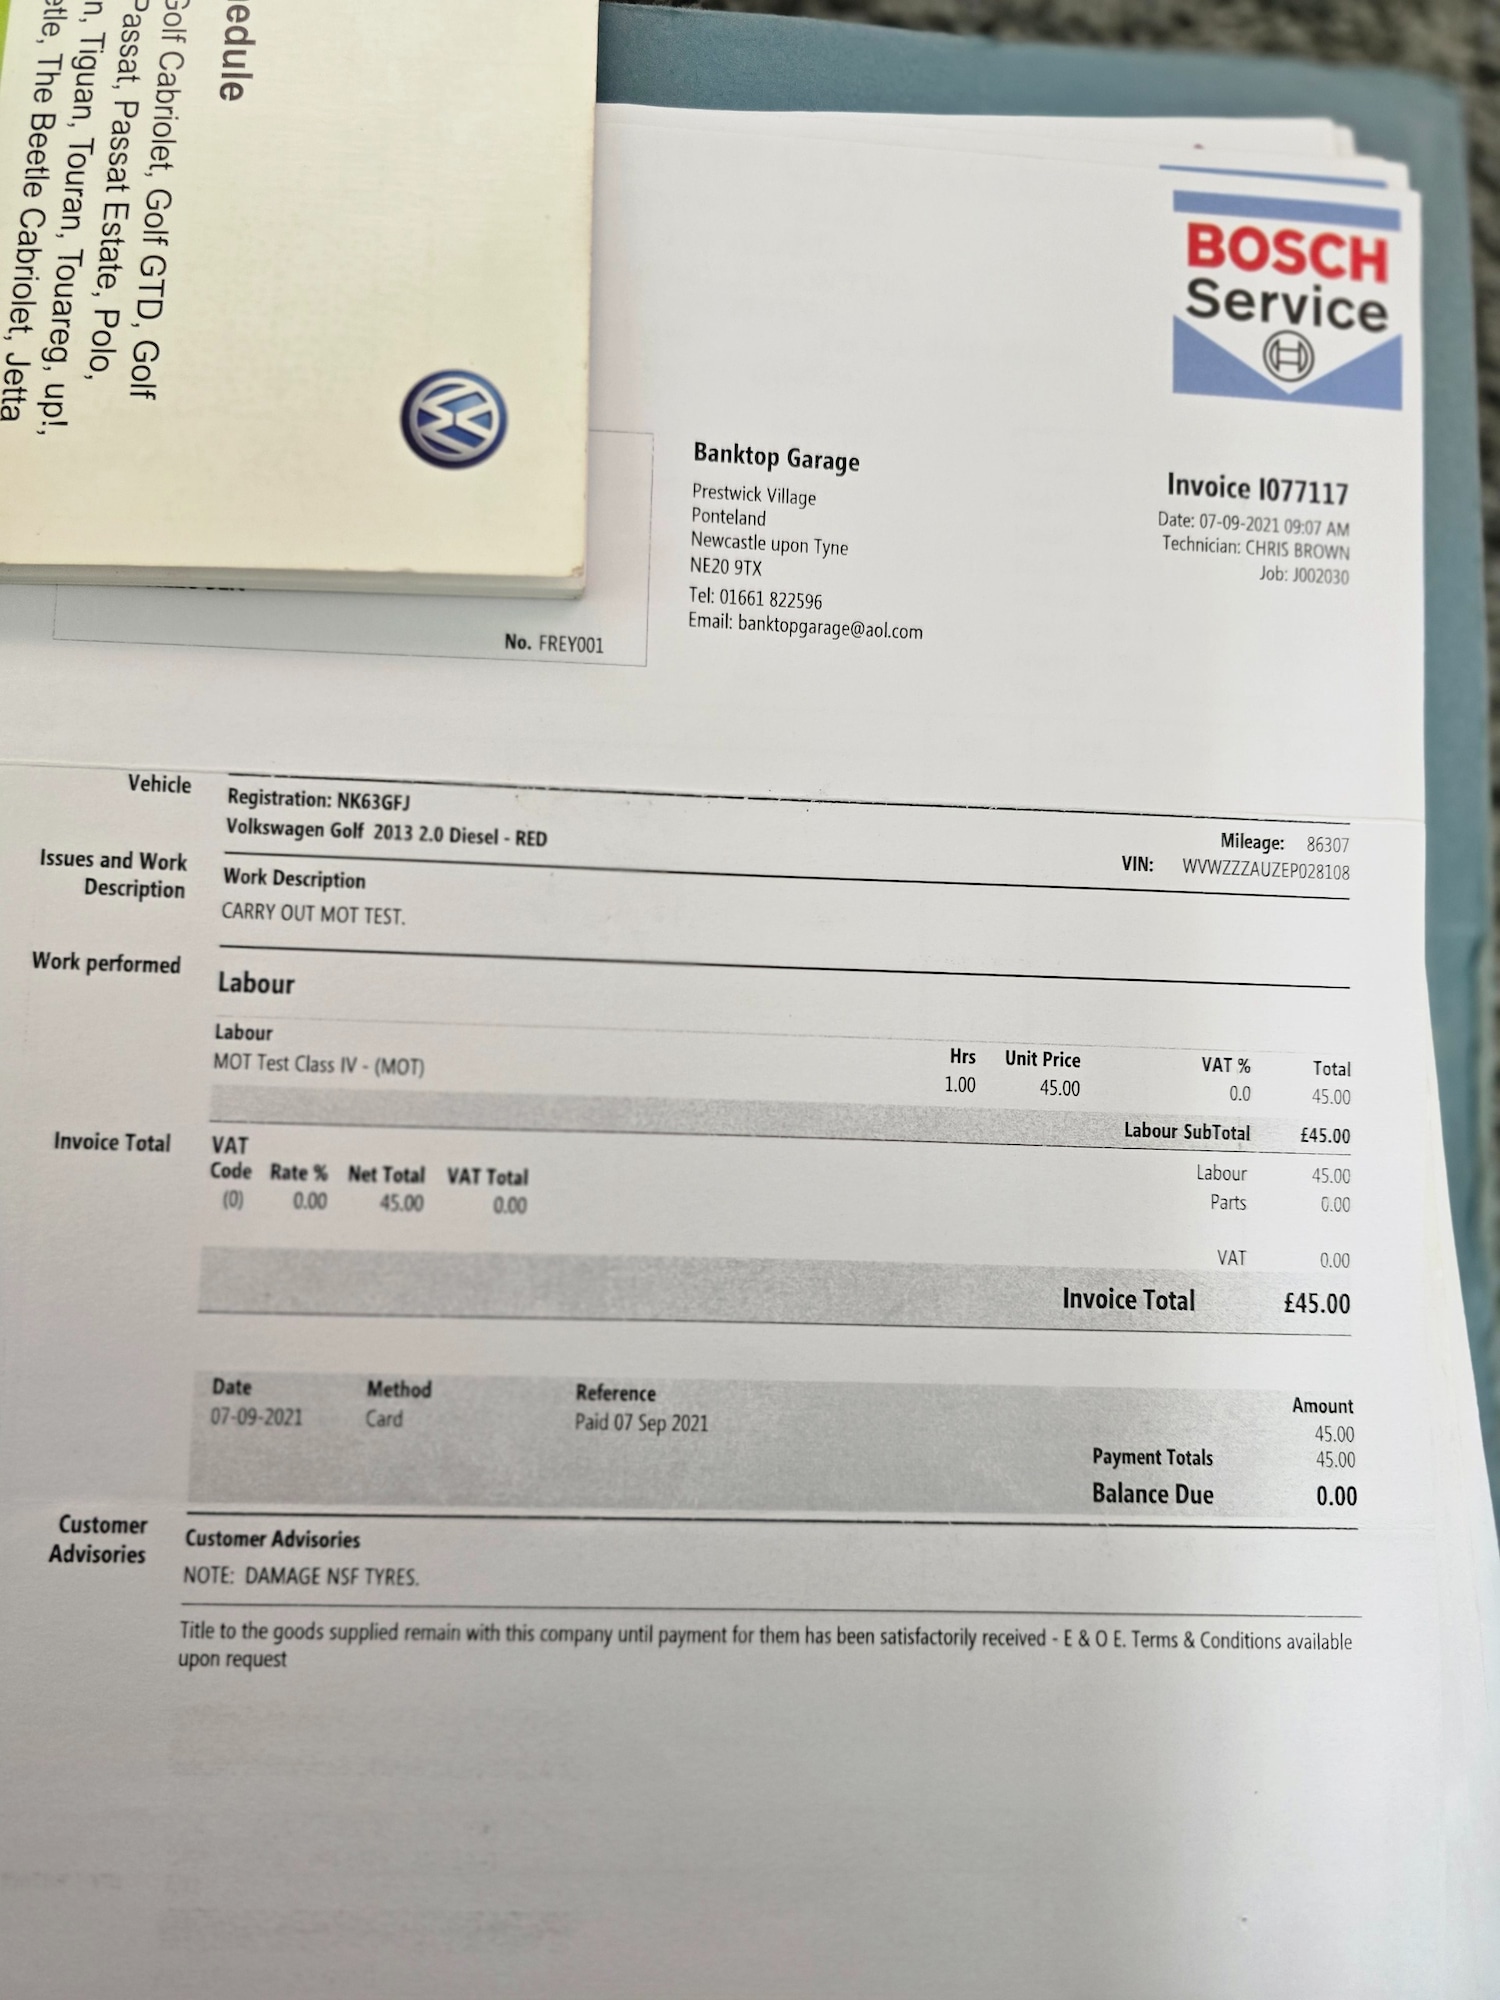 edule
Golf Cabriolet, Golf GTD, Golf
Passat, Passat Estate, Polo,
n, Tiguan, Touran, Touareg, up!,
etle, The Beetle Cabriolet, Jetta
BOSCH
Service
Banktop Garage
Prestwick Village
Ponteland
Newcastle upon Tyne
NE20 9TX
Tel: 01661 822596
Email: banktopgarage@aol.com
Invoice I077117
Date: 07-09-2021 09:07 AM
Technician: CHRIS BROWN
Job: J002030
No. FREY001
Vehicle
Registration: NK63GFJ
Volkswagen Golf 2013 2.0 Diesel - RED
Mileage: 86307
VIN: WVWZZZAUZEP028108
Issues and Work
Description
Work Description
CARRY OUT MOT TEST.
Work performed
Labour
Labour Hrs Unit Price VAT % Total
MOT Test Class IV - (MOT) 1.00 45.00 0.0 45.00
Labour SubTotal £45.00
Invoice Total
VAT
Code Rate % Net Total VAT Total
(0) 0.00 45.00 0.00
Labour 45.00
Parts 0.00
VAT 0.00
Invoice Total £45.00
Date Method Reference Amount
07-09-2021 Card Paid 07 Sep 2021 45.00
Payment Totals 45.00
Balance Due 0.00
Customer
Advisories
Customer Advisories
NOTE: DAMAGE NSF TYRES.
Title to the goods supplied remain with this company until payment for them has been satisfactorily received - E & O E. Terms & Conditions available
upon request